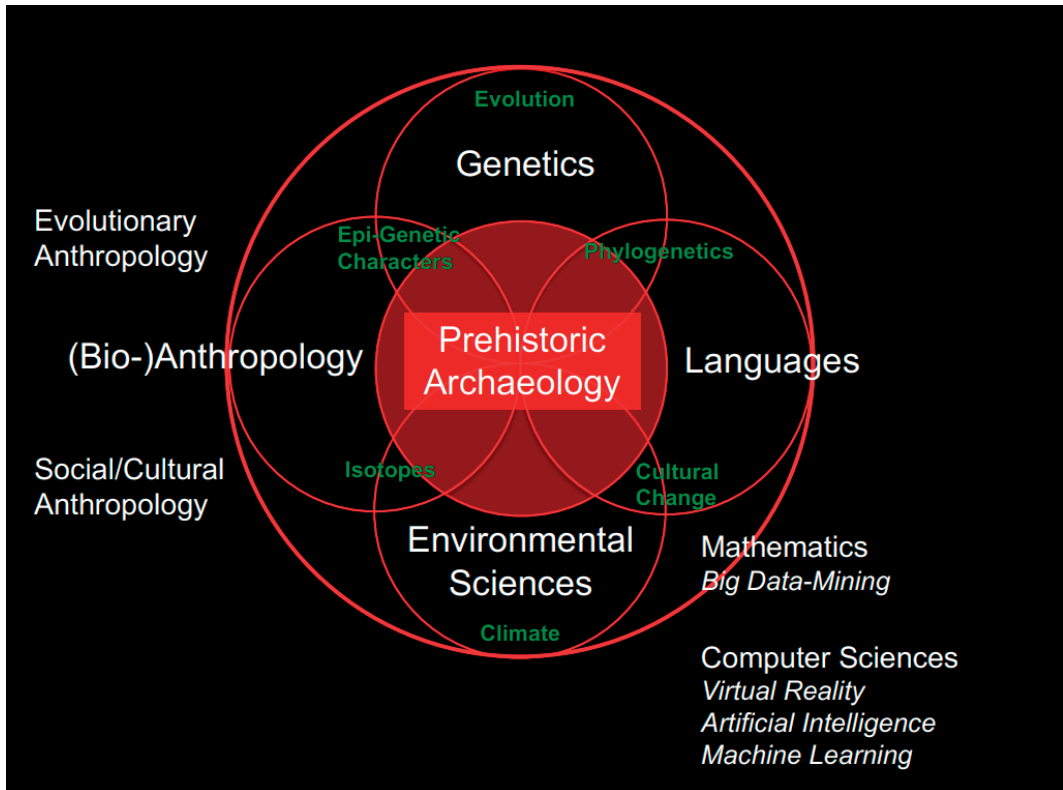 Evolution
Genetics
Evolutionary
Anthropology
Epi-Genetic
Characters
Phylogenetics
(Bio-)Anthropology
Prehistoric
Archaeology
Languages
Social/Cultural
Anthropology
Isotopes
Cultural
Change
Environmental
Sciences
Climate
Mathematics
Big Data-Mining
Computer Sciences
Virtual Reality
Artificial Intelligence
Machine Learning